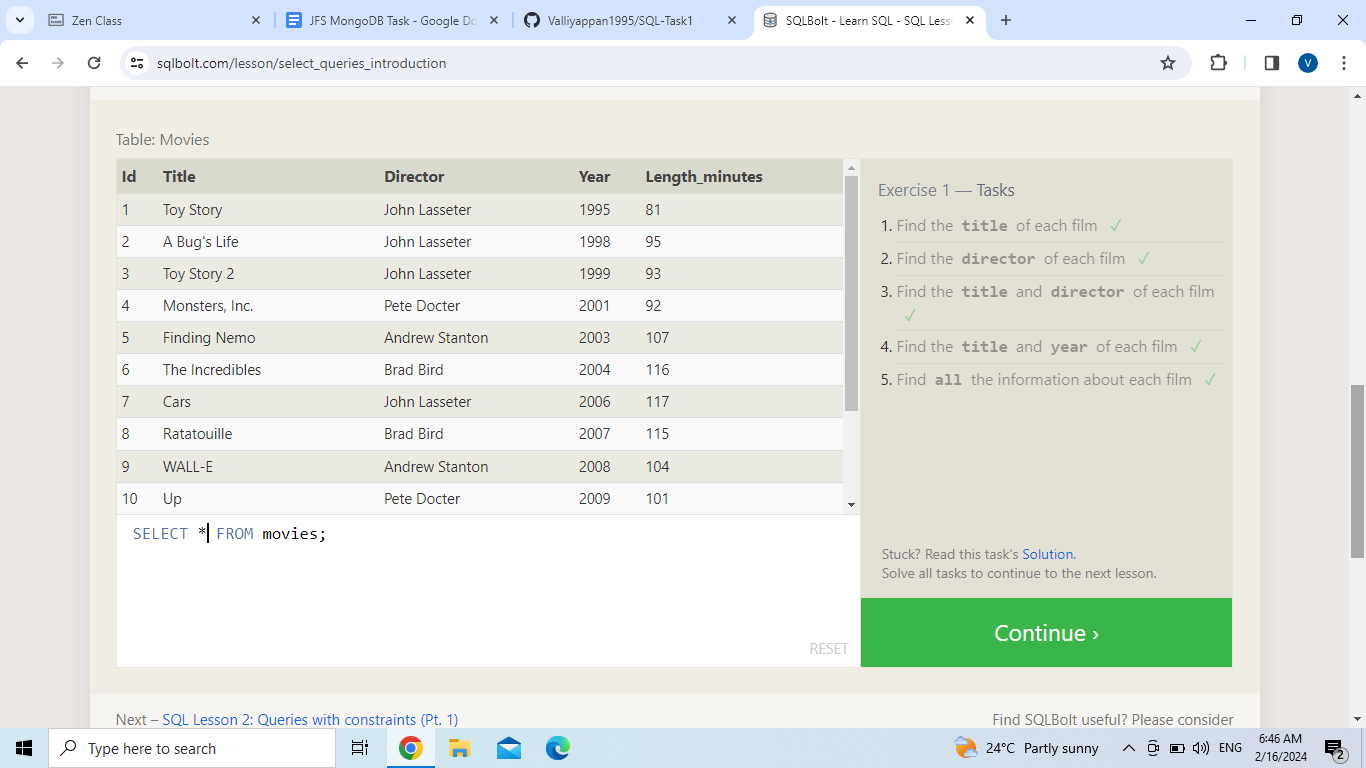 Zen Class
JFS MongoDB Task - Google Do
Valliyappan1995/SQL-Task1
SQLBolt - Learn SQL - SQL Less
sqlbolt.com/lesson/select_queries_introduction
V
Table: Movies
Id Title Director Year Length_minutes
1 Toy Story John Lasseter 1995 81
2 A Bug's Life John Lasseter 1998 95
3 Toy Story 2 John Lasseter 1999 93
4 Monsters, Inc. Pete Docter 2001 92
5 Finding Nemo Andrew Stanton 2003 107
6 The Incredibles Brad Bird 2004 116
7 Cars John Lasseter 2006 117
8 Ratatouille Brad Bird 2007 115
9 WALL-E Andrew Stanton 2008 104
10 Up Pete Docter 2009 101
SELECT * FROM movies;
RESET
Exercise 1 — Tasks
1. Find the title of each film ✓
2. Find the director of each film ✓
3. Find the title and director of each film
✓
4. Find the title and year of each film ✓
5. Find all the information about each film ✓
Stuck? Read this task's Solution.
Solve all tasks to continue to the next lesson.
Continue ›
Next – SQL Lesson 2: Queries with constraints (Pt. 1)
Find SQLBolt useful? Please consider
Type here to search
24°C Partly sunny
ENG
6:46 AM
2/16/2024
2